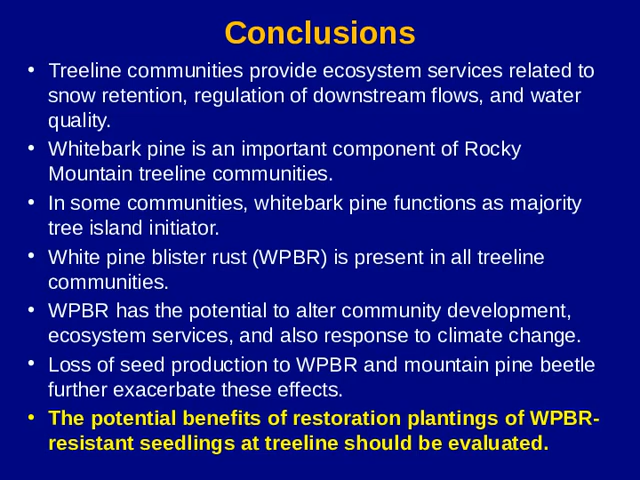 Conclusions
• Treeline communities provide ecosystem services related to
snow retention, regulation of downstream flows, and water
quality.
• Whitebark pine is an important component of Rocky
Mountain treeline communities.
• In some communities, whitebark pine functions as majority
tree island initiator.
• White pine blister rust (WPBR) is present in all treeline
communities.
• WPBR has the potential to alter community development,
ecosystem services, and also response to climate change.
• Loss of seed production to WPBR and mountain pine beetle
further exacerbate these effects.
• The potential benefits of restoration plantings of WPBR-
resistant seedlings at treeline should be evaluated.